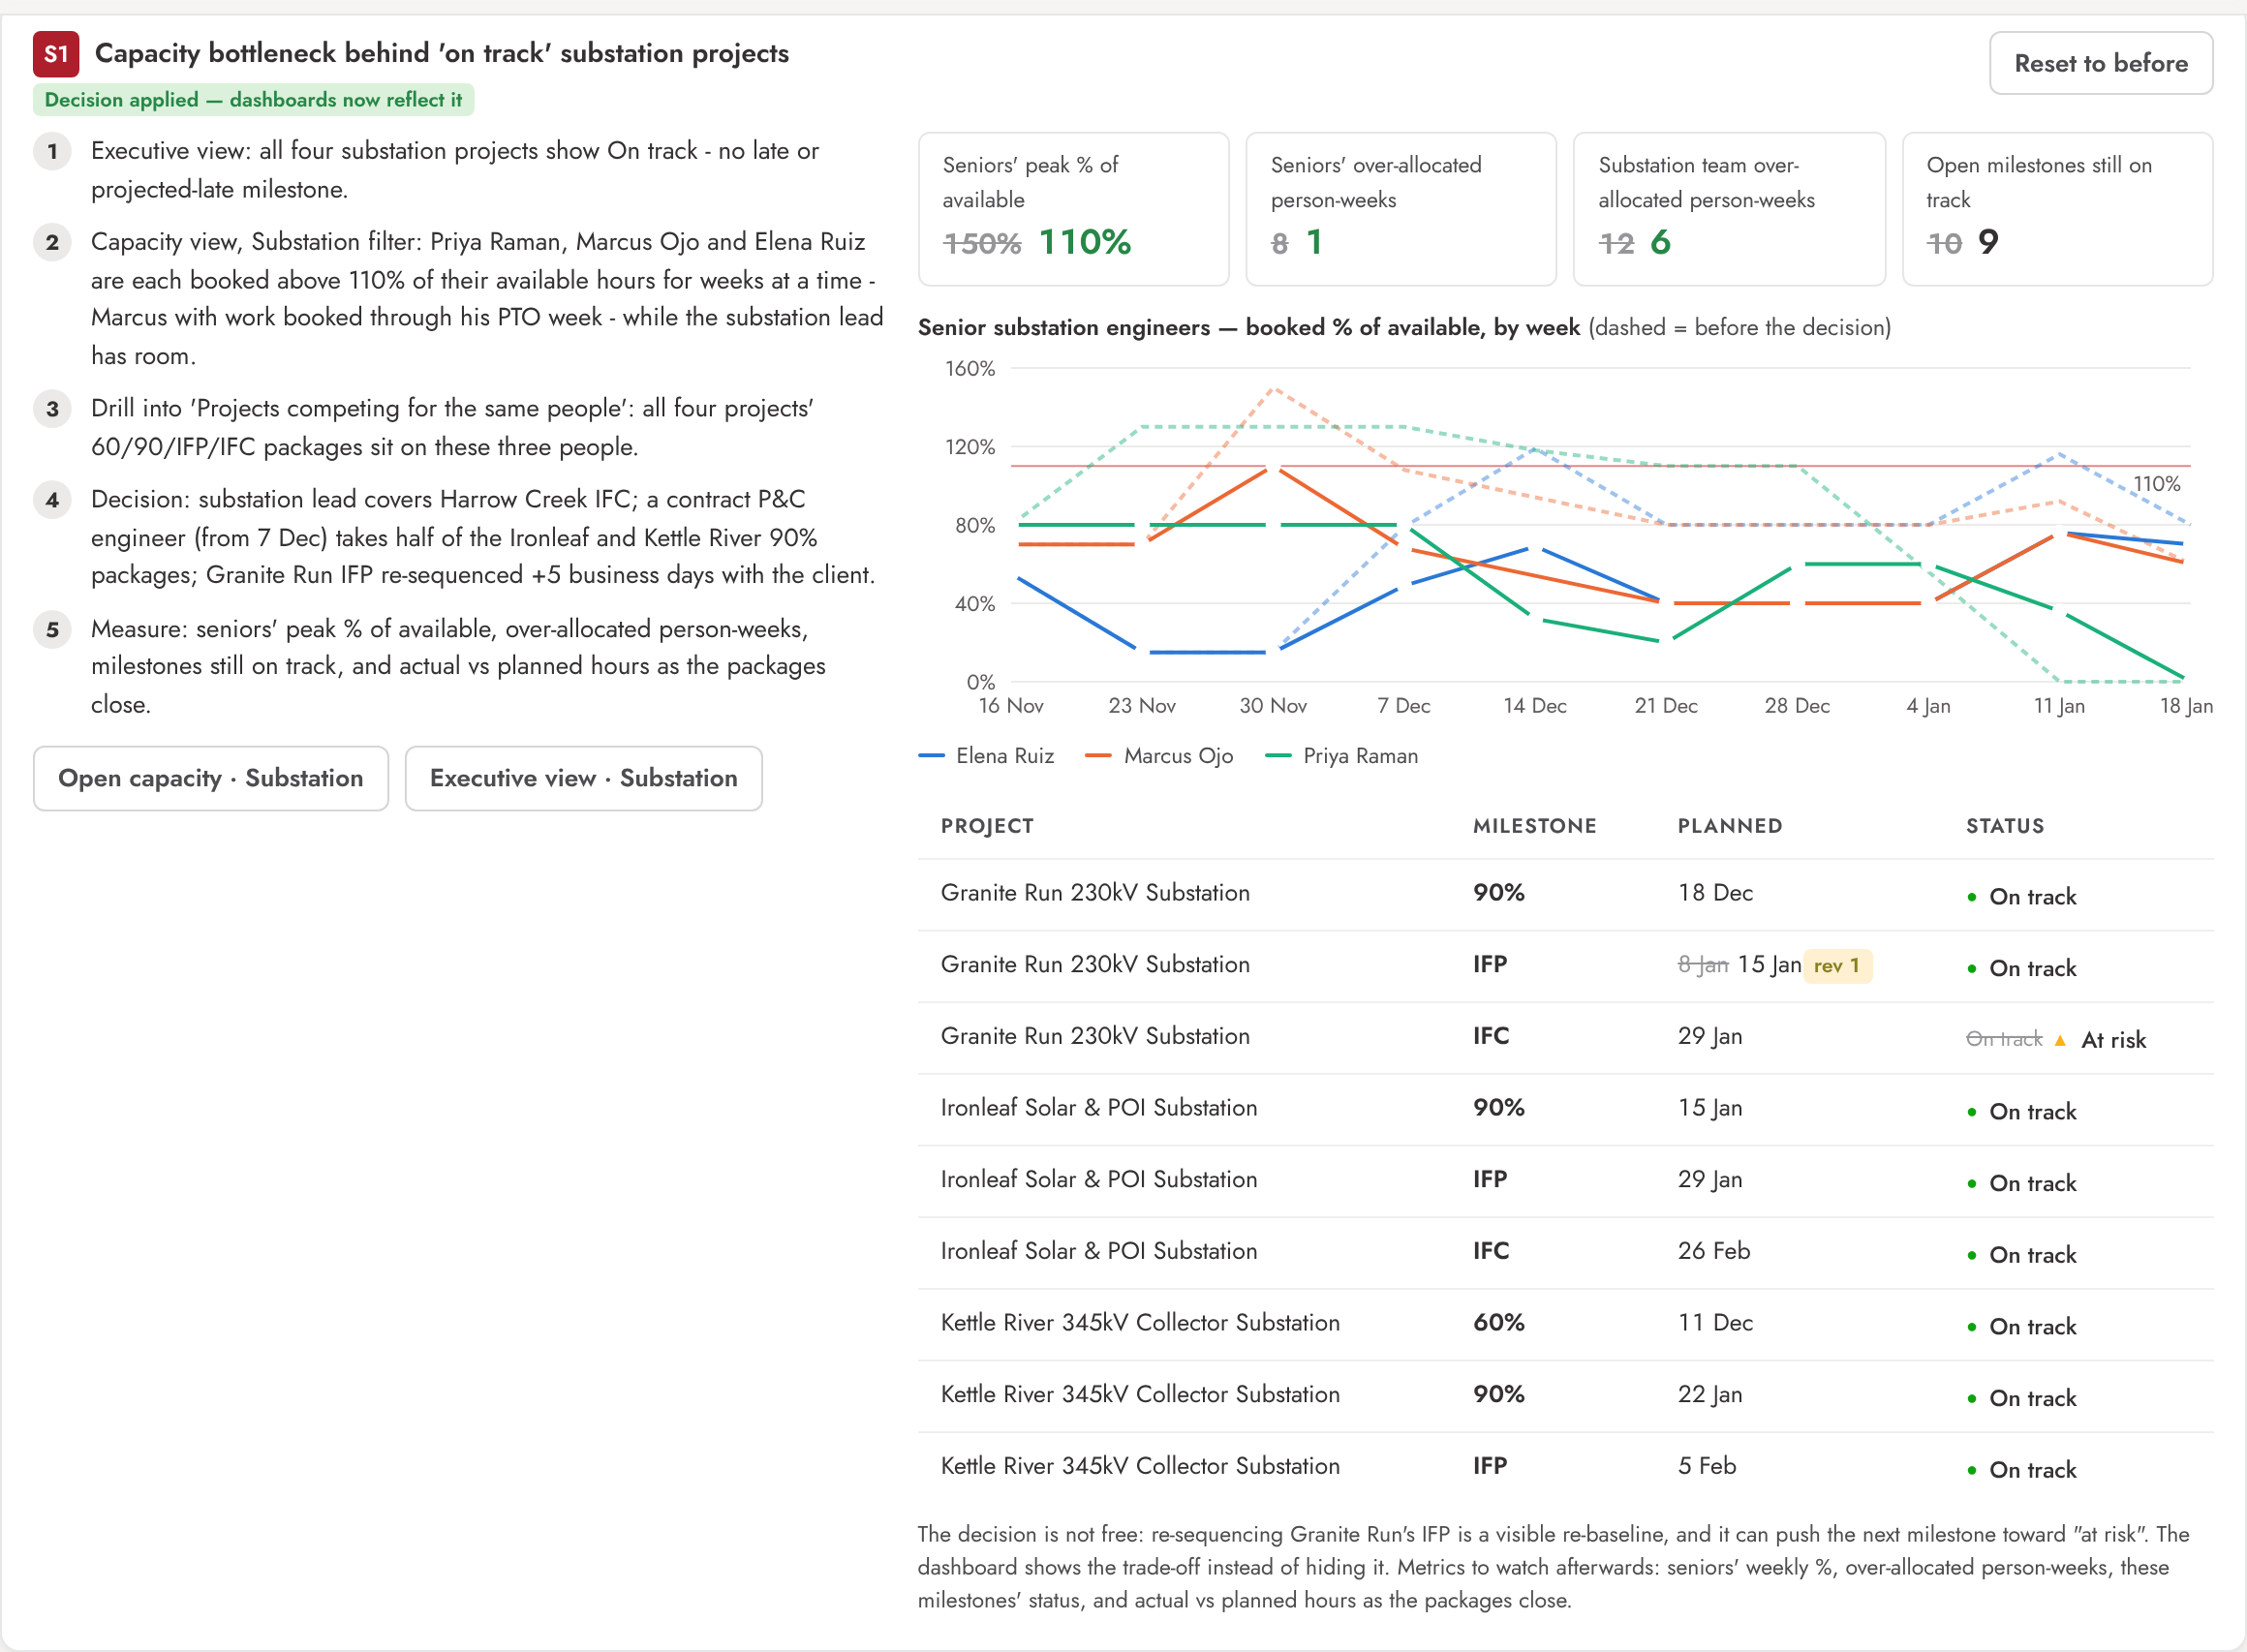 S1 Capacity bottleneck behind 'on track' substation projects
Reset to before
Decision applied — dashboards now reflect it
1 Executive view: all four substation projects show On track - no late or
projected-late milestone.
2 Capacity view, Substation filter: Priya Raman, Marcus Ojo and Elena Ruiz
are each booked above 110% of their available hours for weeks at a time -
Marcus with work booked through his PTO week - while the substation lead
has room.
3 Drill into 'Projects competing for the same people': all four projects'
60/90/IFP/IFC packages sit on these three people.
4 Decision: substation lead covers Harrow Creek IFC; a contract P&C
engineer (from 7 Dec) takes half of the Ironleaf and Kettle River 90%
packages; Granite Run IFP re-sequenced +5 business days with the client.
5 Measure: seniors' peak % of available, over-allocated person-weeks,
milestones still on track, and actual vs planned hours as the packages
close.
Open capacity · Substation
Executive view · Substation
Seniors' peak % of
available
150% 110%
Seniors' over-allocated
person-weeks
8 1
Substation team over-
allocated person-weeks
12 6
Open milestones still on
track
10 9
Senior substation engineers — booked % of available, by week (dashed = before the decision)
160%
120%
110%
80%
40%
0%
16 Nov 23 Nov 30 Nov 7 Dec 14 Dec 21 Dec 28 Dec 4 Jan 11 Jan 18 Jan
Elena Ruiz Marcus Ojo Priya Raman
PROJECT MILESTONE PLANNED STATUS
Granite Run 230kV Substation 90% 18 Dec On track
Granite Run 230kV Substation IFP 8 Jan 15 Jan rev 1 On track
Granite Run 230kV Substation IFC 29 Jan On track At risk
Ironleaf Solar & POI Substation 90% 15 Jan On track
Ironleaf Solar & POI Substation IFP 29 Jan On track
Ironleaf Solar & POI Substation IFC 26 Feb On track
Kettle River 345kV Collector Substation 60% 11 Dec On track
Kettle River 345kV Collector Substation 90% 22 Jan On track
Kettle River 345kV Collector Substation IFP 5 Feb On track
The decision is not free: re-sequencing Granite Run's IFP is a visible re-baseline, and it can push the next milestone toward "at risk". The
dashboard shows the trade-off instead of hiding it. Metrics to watch afterwards: seniors' weekly %, over-allocated person-weeks, these
milestones' status, and actual vs planned hours as the packages close.